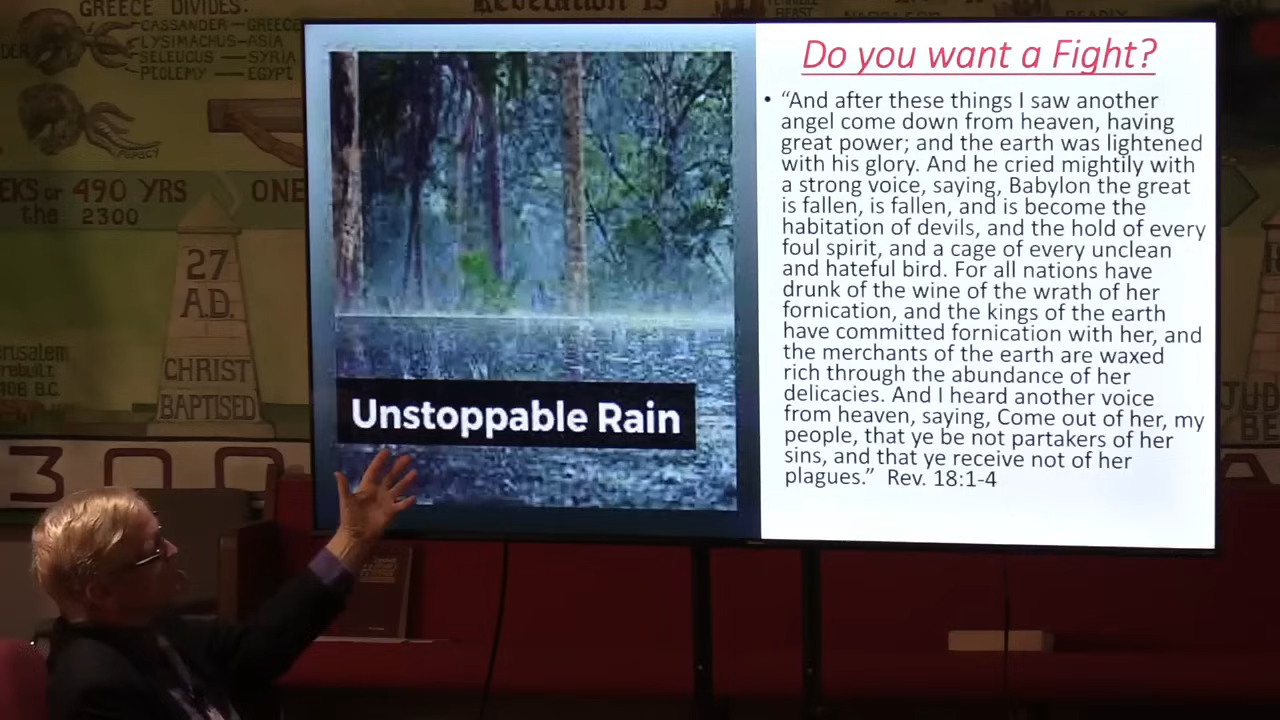 GREECE DIVIDES:
CASSANDER — GREECE
LYSIMACHUS — ASIA
SELEUCUS — SYRIA
PTOLEMY — EGYPT
PAPACY
Revelation is
BEAST
490 YRS
ONE
the 2300
27
A.D.
CHRIST
BAPTISED
408 B.C.
300
Unstoppable Rain
Do you want a Fight?
• “And after these things I saw another
angel come down from heaven, having
great power; and the earth was lightened
with his glory. And he cried mightily with
a strong voice, saying, Babylon the great
is fallen, is fallen, and is become the
habitation of devils, and the hold of every
foul spirit, and a cage of every unclean
and hateful bird. For all nations have
drunk of the wine of the wrath of her
fornication, and the kings of the earth
have committed fornication with her, and
the merchants of the earth are waxed
rich through the abundance of her
delicacies. And I heard another voice
from heaven, saying, Come out of her, my
people, that ye be not partakers of her
sins, and that ye receive not of her
plagues.” Rev. 18:1-4